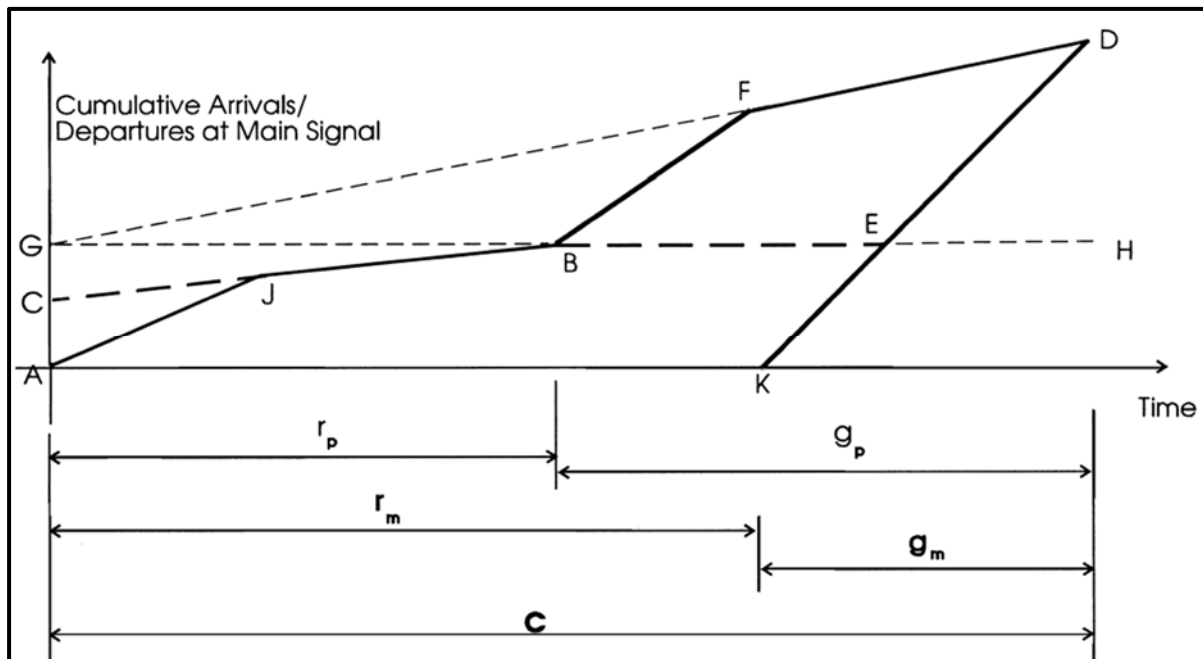 D
F
Cumulative Arrivals/
Departures at Main Signal
G
E
H
B
C
J
A
K
Time
r_p
g_p
r_m
g_m
C